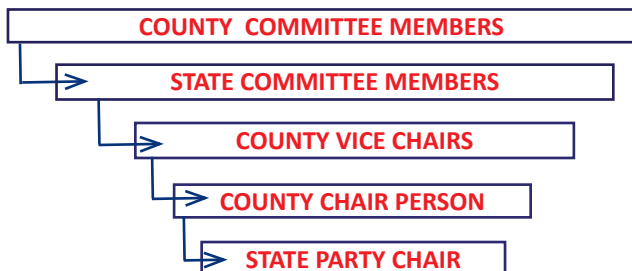 COUNTY COMMITTEE MEMBERS
STATE COMMITTEE MEMBERS
COUNTY VICE CHAIRS
COUNTY CHAIR PERSON
STATE PARTY CHAIR